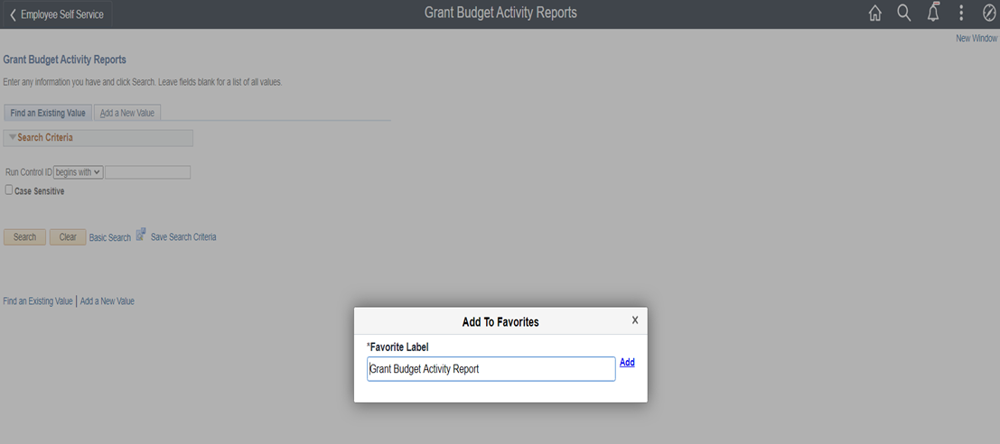 Employee Self Service
Grant Budget Activity Reports
New Window
Grant Budget Activity Reports
Enter any information you have and click Search. Leave fields blank for a list of all values.
Find an Existing Value
Add a New Value
Search Criteria
Run Control ID begins with
Case Sensitive
Search Clear Basic Search Save Search Criteria
Find an Existing Value | Add a New Value
Add To Favorites X
*Favorite Label
Grant Budget Activity Report Add